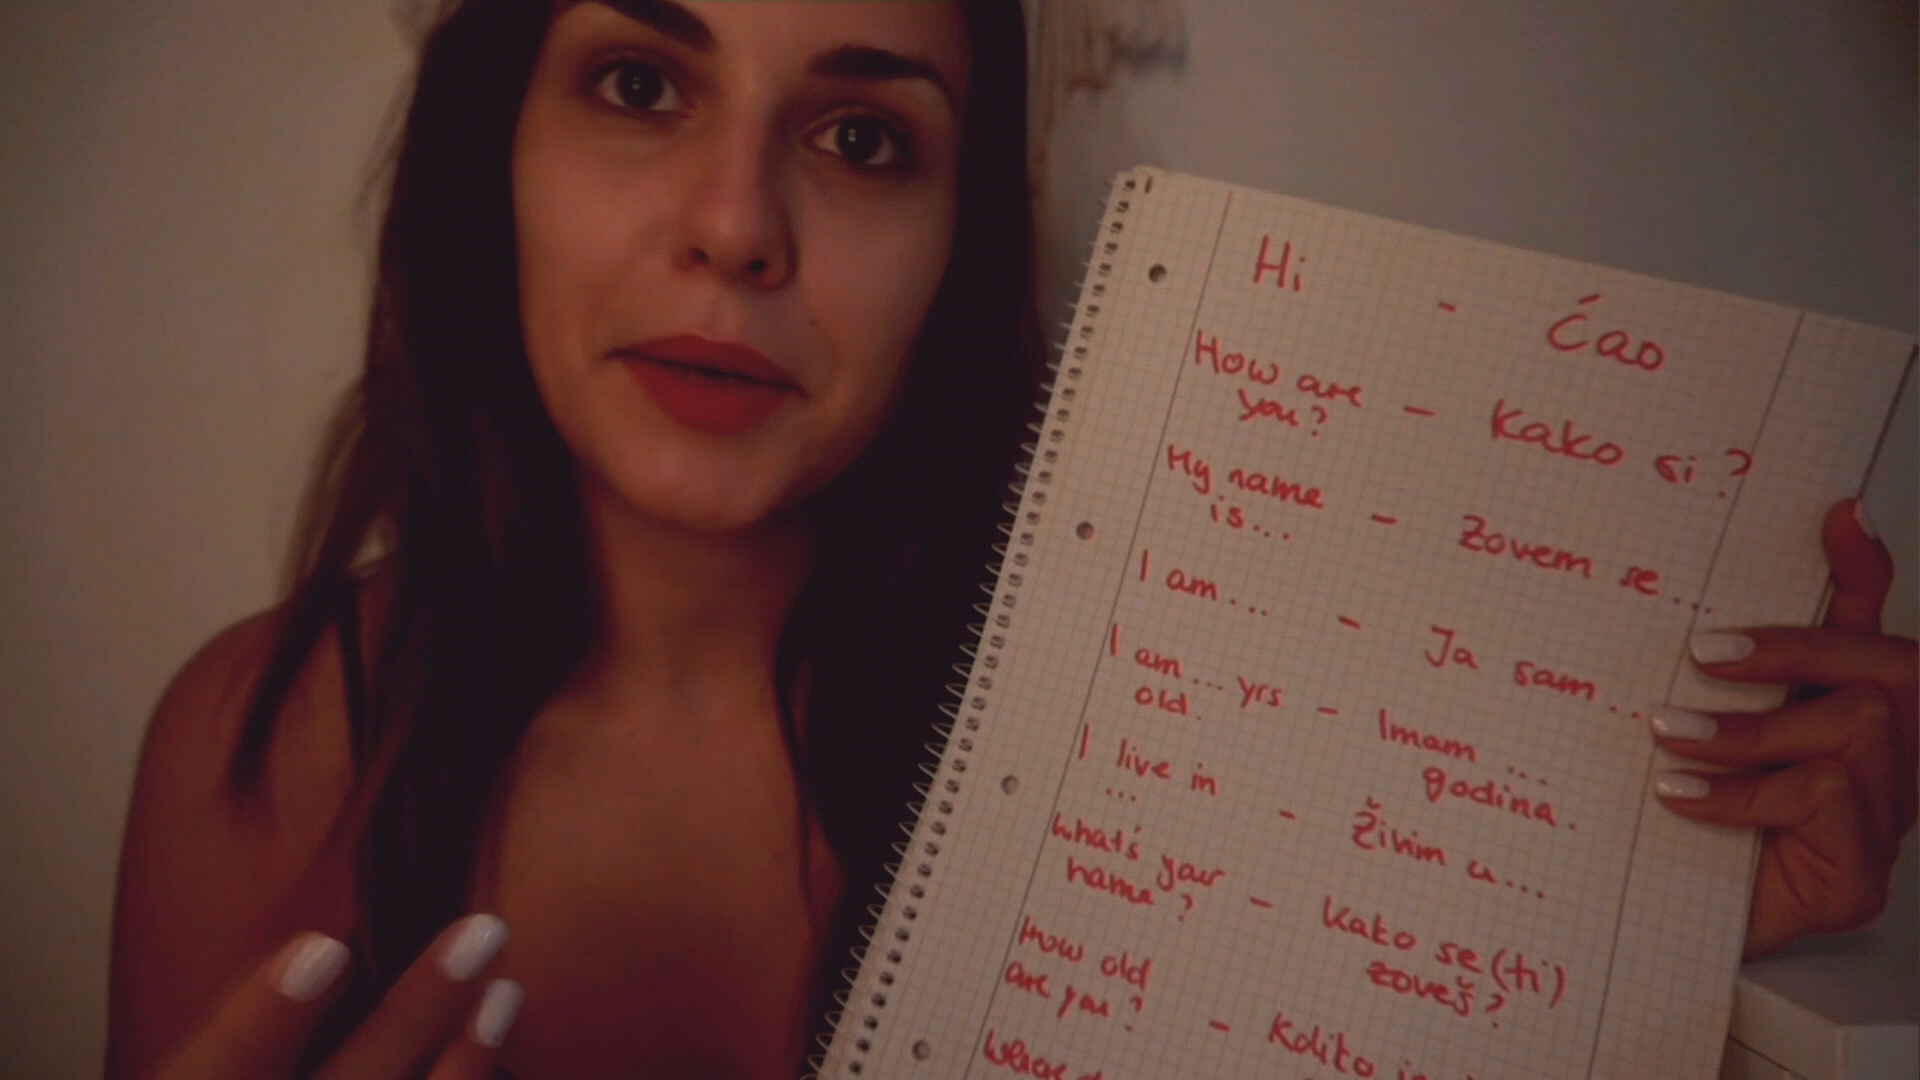 Hi - Ćao
How are - Kako si?
you?
My name - Zovem se...
is...
I am... - Ja sam...
I am... yrs - Imam ...
old. godina.
I live in - Živim u...
...
What's your - Kako se (ti)
name? zoveš?
How old
are you? - Koliko